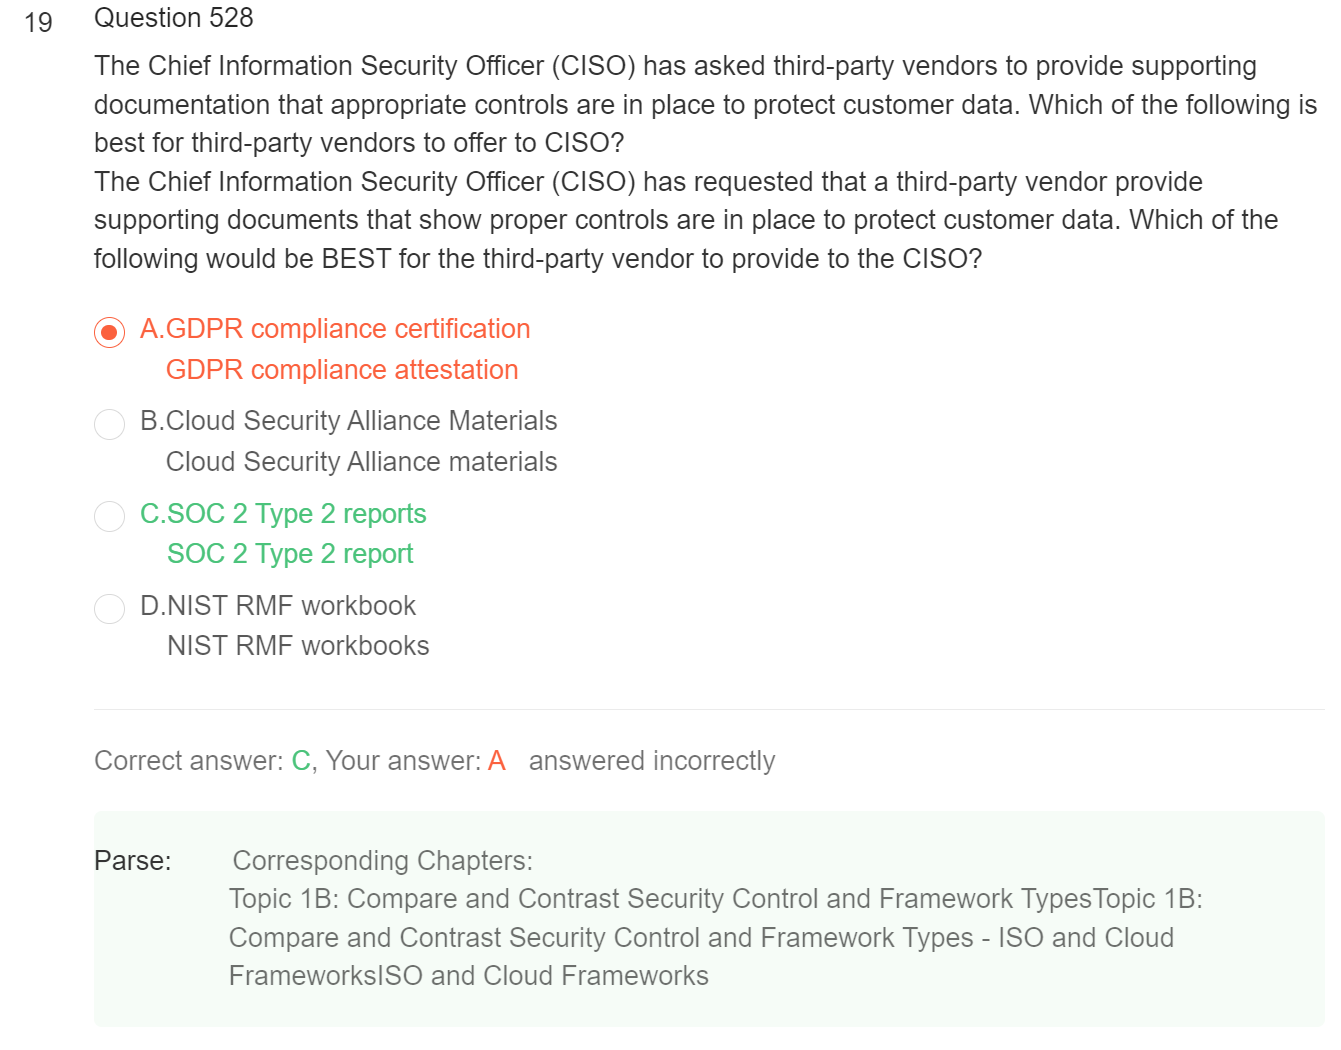 19
Question 528
The Chief Information Security Officer (CISO) has asked third-party vendors to provide supporting
documentation that appropriate controls are in place to protect customer data. Which of the following is
best for third-party vendors to offer to CISO?
The Chief Information Security Officer (CISO) has requested that a third-party vendor provide
supporting documents that show proper controls are in place to protect customer data. Which of the
following would be BEST for the third-party vendor to provide to the CISO?
A.GDPR compliance certification
GDPR compliance attestation
B.Cloud Security Alliance Materials
Cloud Security Alliance materials
C.SOC 2 Type 2 reports
SOC 2 Type 2 report
D.NIST RMF workbook
NIST RMF workbooks
Correct answer: C, Your answer: A answered incorrectly
Parse: Corresponding Chapters:
Topic 1B: Compare and Contrast Security Control and Framework TypesTopic 1B:
Compare and Contrast Security Control and Framework Types - ISO and Cloud
FrameworksISO and Cloud Frameworks